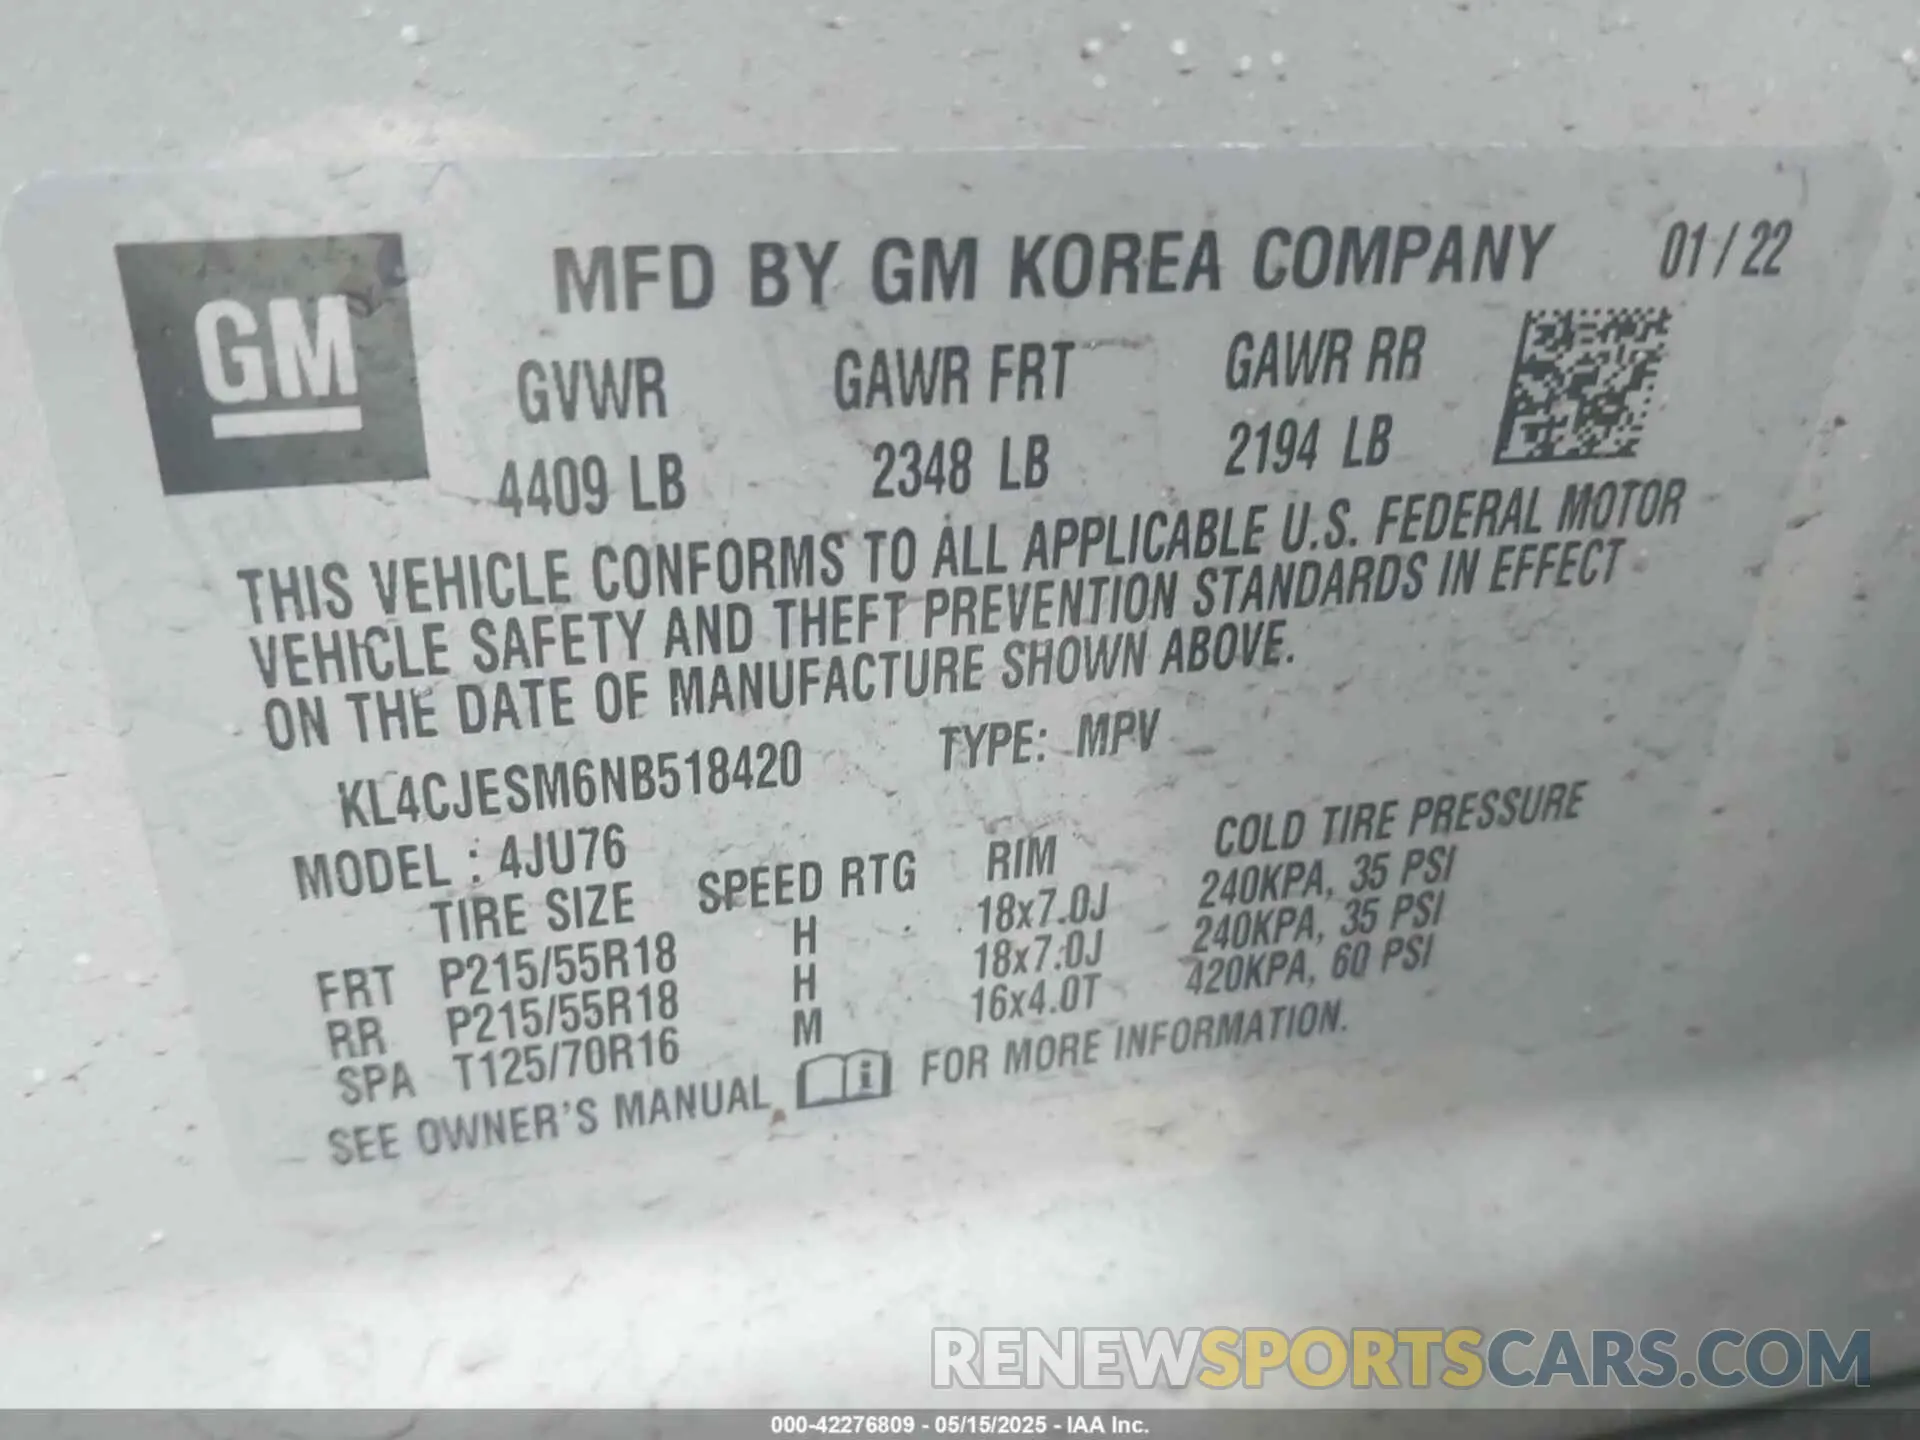 GM
MFD BY GM KOREA COMPANY 01/22
GVWR GAWR FRT GAWR RR
4409 LB 2348 LB 2194 LB
THIS VEHICLE CONFORMS TO ALL APPLICABLE U.S. FEDERAL MOTOR
VEHICLE SAFETY AND THEFT PREVENTION STANDARDS IN EFFECT
ON THE DATE OF MANUFACTURE SHOWN ABOVE.
KL4CJESM6NB518420 TYPE: MPV
MODEL : 4JU76
TIRE SIZE SPEED RTG RIM COLD TIRE PRESSURE
FRT P215/55R18 H 18x7.0J 240KPA, 35 PSI
RR P215/55R18 H 18x7.0J 240KPA, 35 PSI
SPA T125/70R16 M 16x4.0T 420KPA, 60 PSI
SEE OWNER'S MANUAL i FOR MORE INFORMATION.
RENEWSPORTSCARS.COM
000-42276809 - 05/15/2025 - IAA Inc.